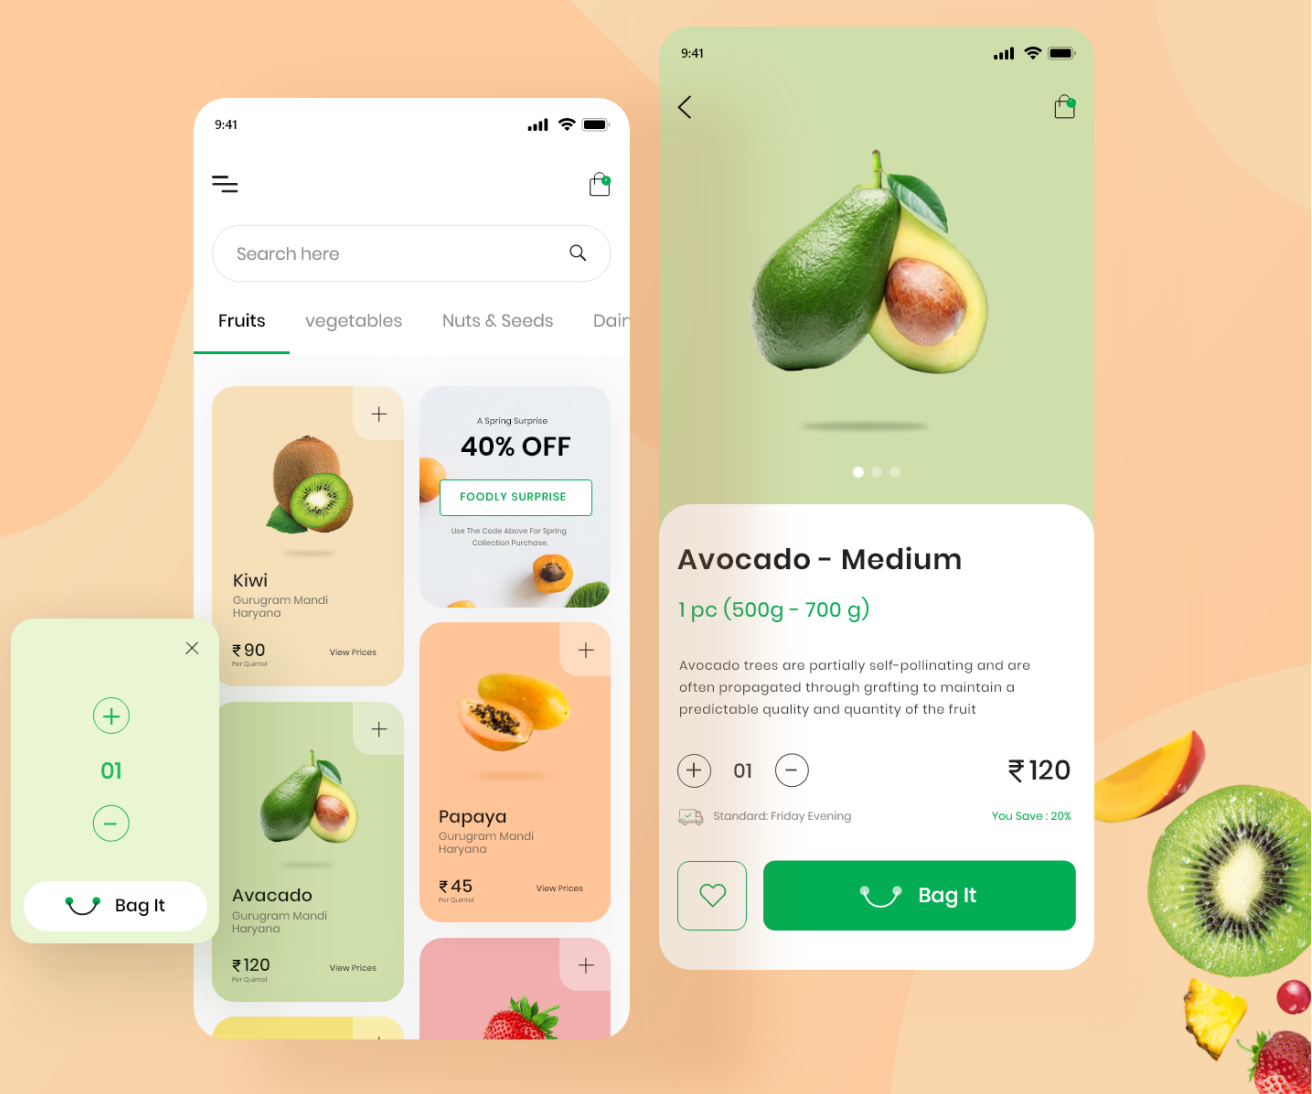 9:41
Search here
Fruits
vegetables
Nuts & Seeds
Dair
Kiwi
Gurugram Mandi
Haryana
₹90
Per Quintel
View Prices
A Spring Surprise
40% OFF
FOODLY SURPRISE
Use The Code Above For Spring
Collection Purchase.
Avacado
Gurugram Mandi
Haryana
₹120
Per Quintel
View Prices
Papaya
Gurugram Mandi
Haryana
₹45
Per Quintel
View Prices
01
Bag It
9:41
Avocado - Medium
1 pc (500g - 700 g)
Avocado trees are partially self-pollinating and are
often propagated through grafting to maintain a
predictable quality and quantity of the fruit
01
₹120
Standard: Friday Evening
You Save : 20%
Bag It